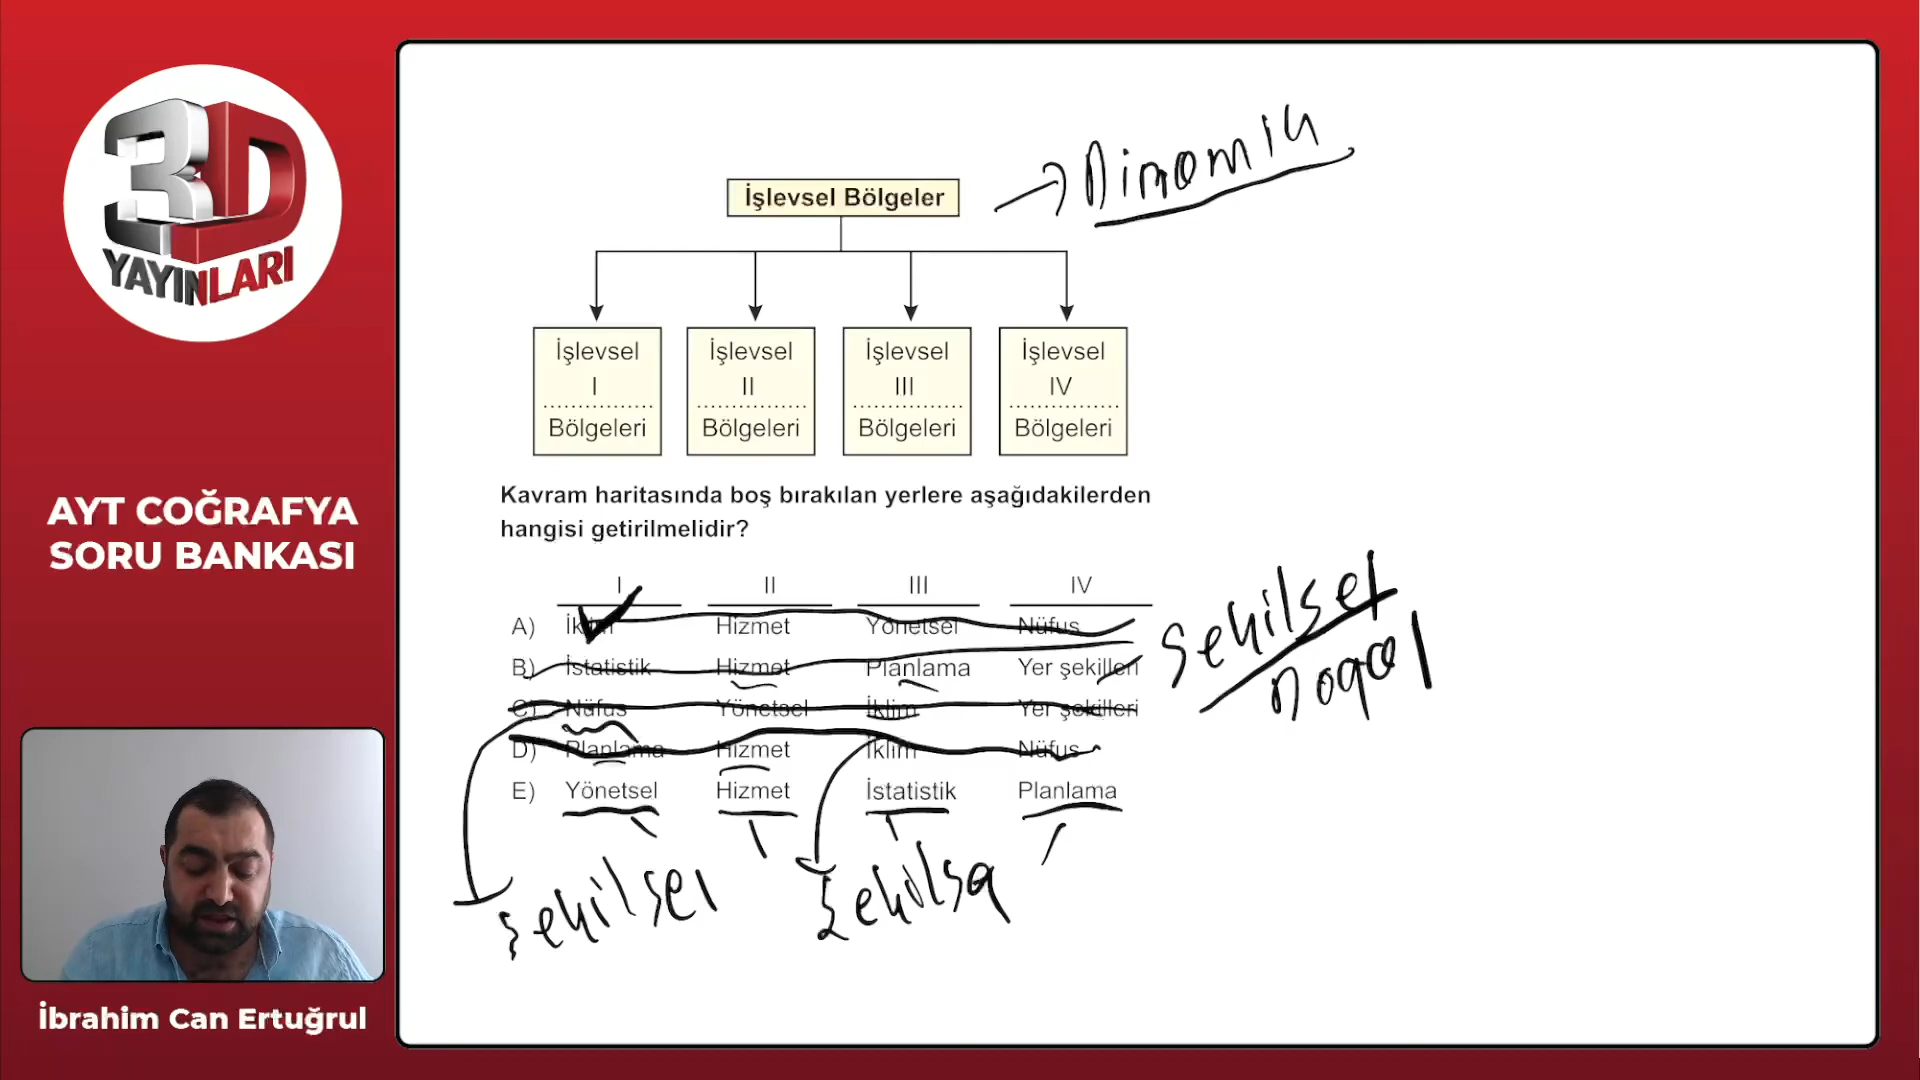 3D
YAYINLARI
AYT COĞRAFYA
SORU BANKASI
İbrahim Can Ertuğrul
İşlevsel Bölgeler
Dinamik
İşlevsel
I
Bölgeleri
İşlevsel
II
Bölgeleri
İşlevsel
III
Bölgeleri
İşlevsel
IV
Bölgeleri
Kavram haritasında boş bırakılan yerlere aşağıdakilerden
hangisi getirilmelidir?
I II III IV
A) İklim Hizmet Yönetsel Nüfus
B) İstatistik Hizmet Planlama Yer şekilleri
C) Nüfus Yönetsel İklim Yer şekilleri
D) Planlama Hizmet İklim Nüfus
E) Yönetsel Hizmet İstatistik Planlama
Şekilsel
Doğal
Şekilsel